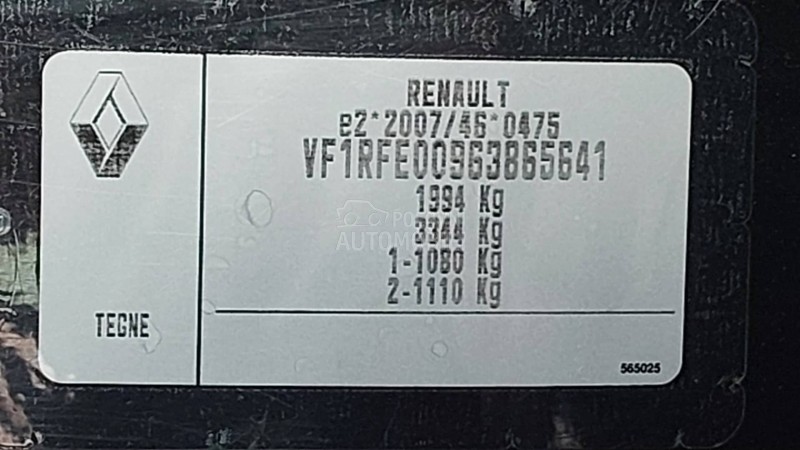 RENAULT
e2*2007/46*0475
VF1RFE00963865641
1994 Kg
3344 Kg
1-1080 Kg
2-1110 Kg
TEGNE
565025